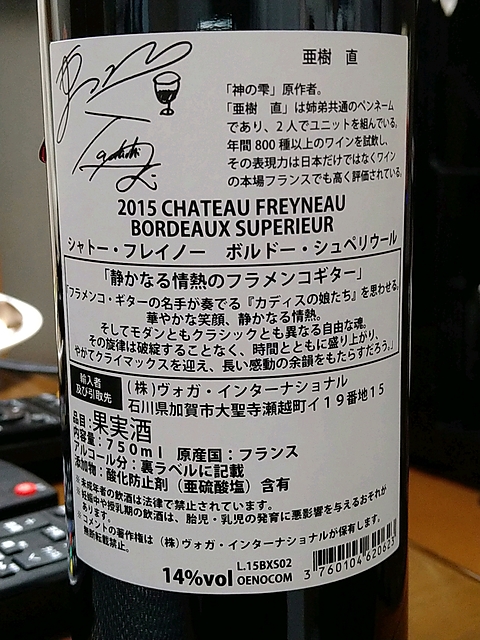 亜樹 直
「神の雫」原作者。
「亜樹 直」は姉弟共通のペンネーム
であり、2人でユニットを組んでいる。
年間800種以上のワインを試飲し、
その表現力は日本だけではなくワイン
の本場フランスでも高く評価されている。
2015 CHATEAU FREYNEAU
BORDEAUX SUPERIEUR
シャトー・フレイノー ボルドー・シュペリウール
「静かなる情熱のフラメンコギター」
「フラメンコ・ギターの名手が奏でる『カディスの娘たち』を思わせる。
華やかな笑顔、静かなる情熱。
そしてモダンともクラシックとも異なる自由な魂。
その旋律は破綻することなく、時間とともに盛り上がり、
やがてクライマックスを迎え、長い感動の余韻をもたらすだろう。」
輸入者
及び引取先
(株)ヴォガ・インターナショナル
石川県加賀市大聖寺瀬越町イ19番地15
品目:果実酒
内容量:750ml 原産国:フランス
アルコール分:裏ラベルに記載
添加物:酸化防止剤(亜硫酸塩)含有
※未成年者の飲酒は法律で禁止されています。
※妊娠中や授乳期の飲酒は、胎児・乳児の発育に悪影響を与えるおそれ
があります。
※コメントの著作権は(株)ヴォガ・インターナショナルが保有します。
無断転載禁止。
14%vol
L.15BXS02
OENOCOM
3 760104 620623